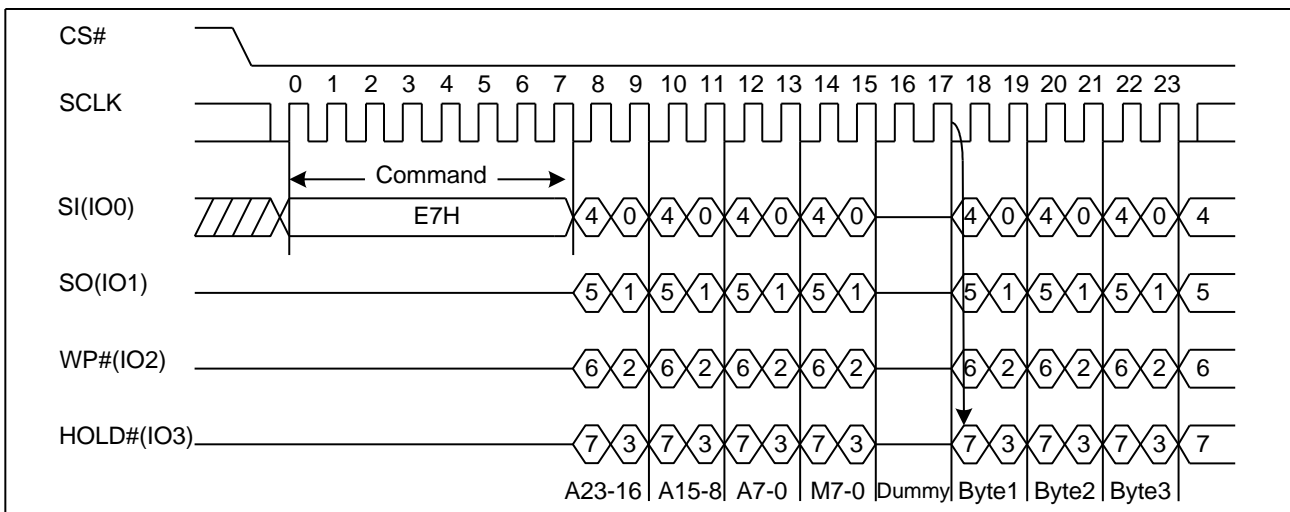 CS#
0 1 2 3 4 5 6 7 8 9 10 11 12 13 14 15 16 17 18 19 20 21 22 23
SCLK
Command
SI(IO0)
E7H 4 0 4 0 4 0 4 0 4 0 4 0 4 0 4
SO(IO1)
5 1 5 1 5 1 5 1 5 1 5 1 5 1 5
WP#(IO2)
6 2 6 2 6 2 6 2 6 2 6 2 6 2 6
HOLD#(IO3)
7 3 7 3 7 3 7 3 7 3 7 3 7 3 7
A23-16 A15-8 A7-0 M7-0 Dummy Byte1 Byte2 Byte3